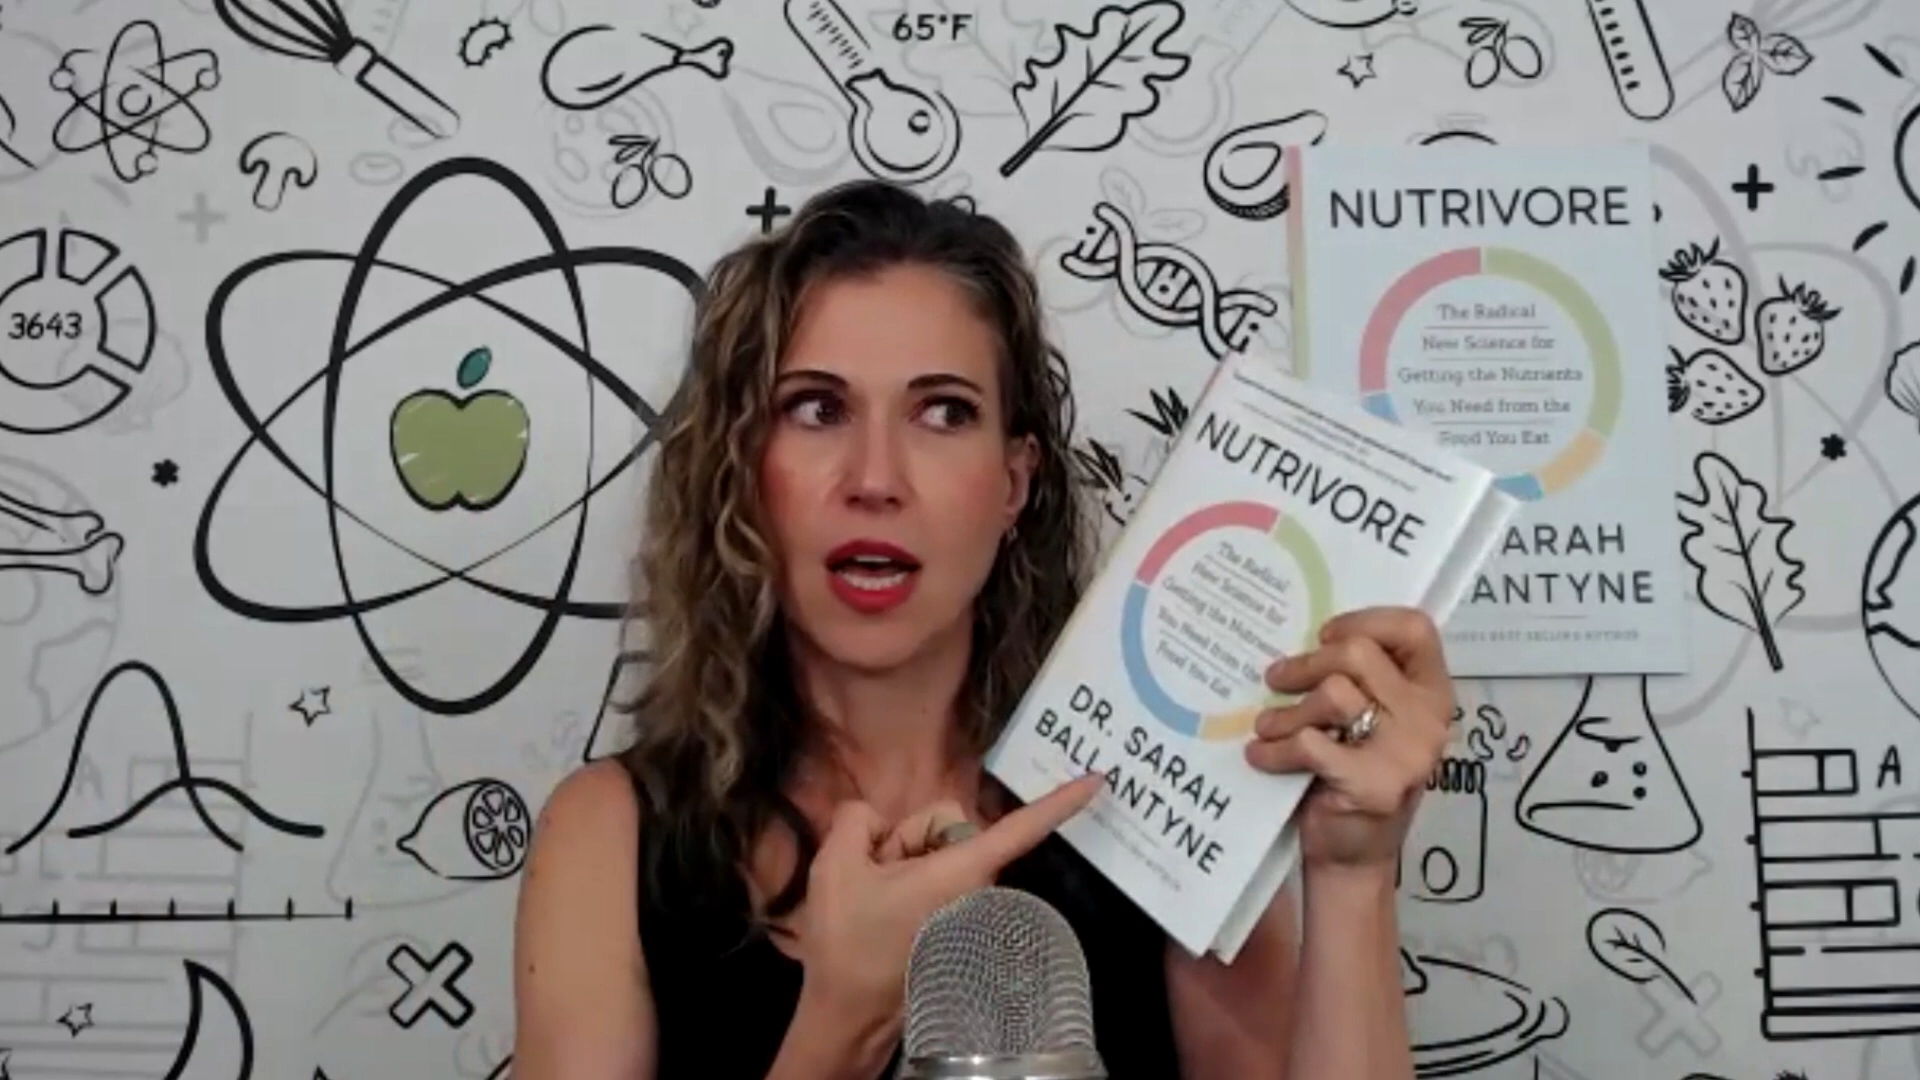 65°F
3643
NUTRIVORE
The Radical
New Science for
Getting the Nutrients
You Need from the
Food You Eat
ARAH
ANTYNE
NUTRIVORE
The Radical
New Science for
Getting the Nutrients
You Need from the
Food You Eat
DR. SARAH
BALLANTYNE
A
A